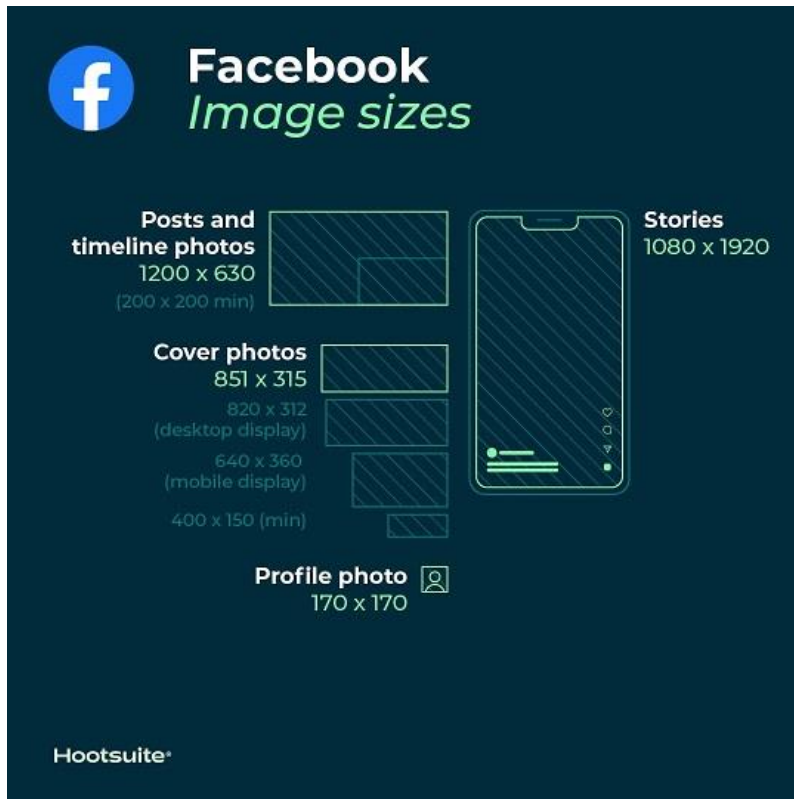 Facebook
Image sizes
Posts and
timeline photos
1200 x 630
(200 x 200 min)
Stories
1080 x 1920
Cover photos
851 x 315
820 x 312
(desktop display)
640 x 360
(mobile display)
400 x 150 (min)
Profile photo
170 x 170
Hootsuite®